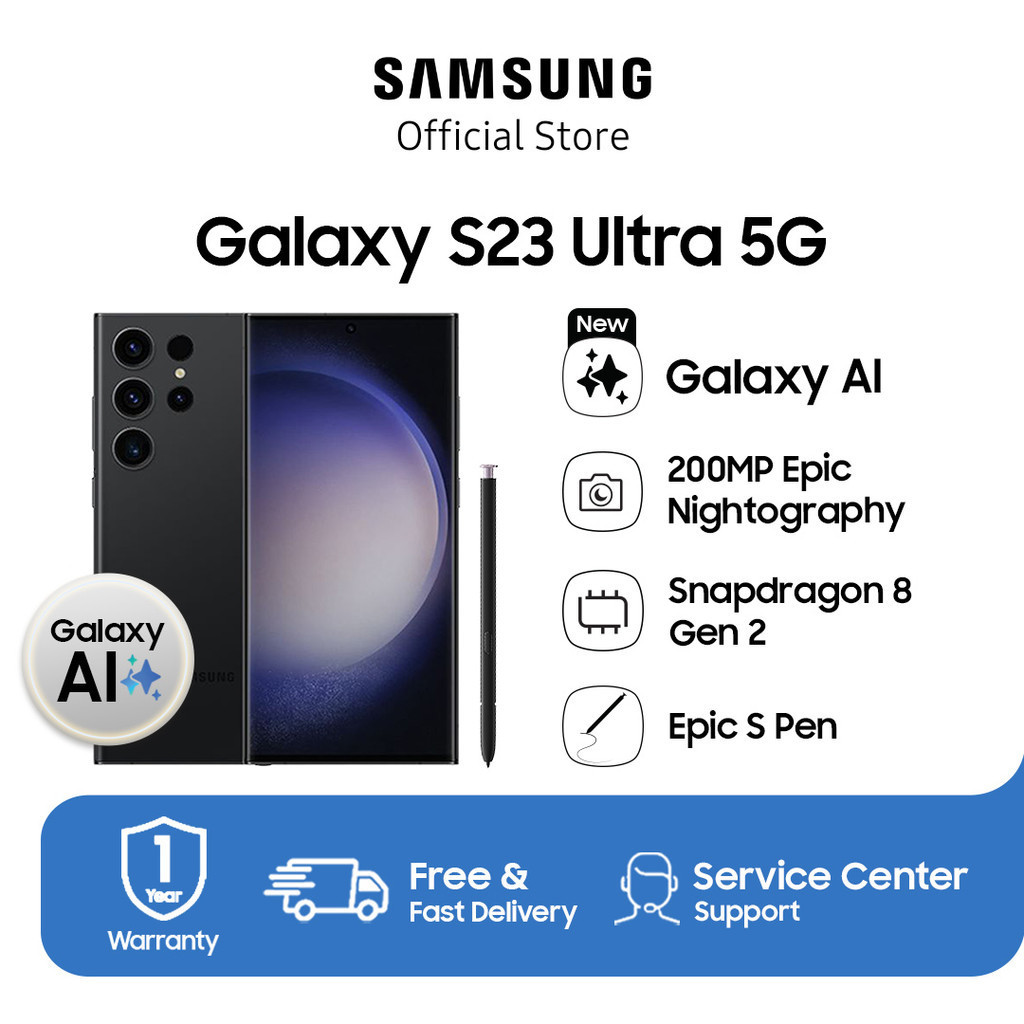 SAMSUNG
Official Store
Galaxy S23 Ultra 5G
New
Galaxy AI
200MP Epic
Nightography
Snapdragon 8
Gen 2
Epic S Pen
Galaxy
AI
SUNG
1
Year
Warranty
Free &
Fast Delivery
Service Center
Support